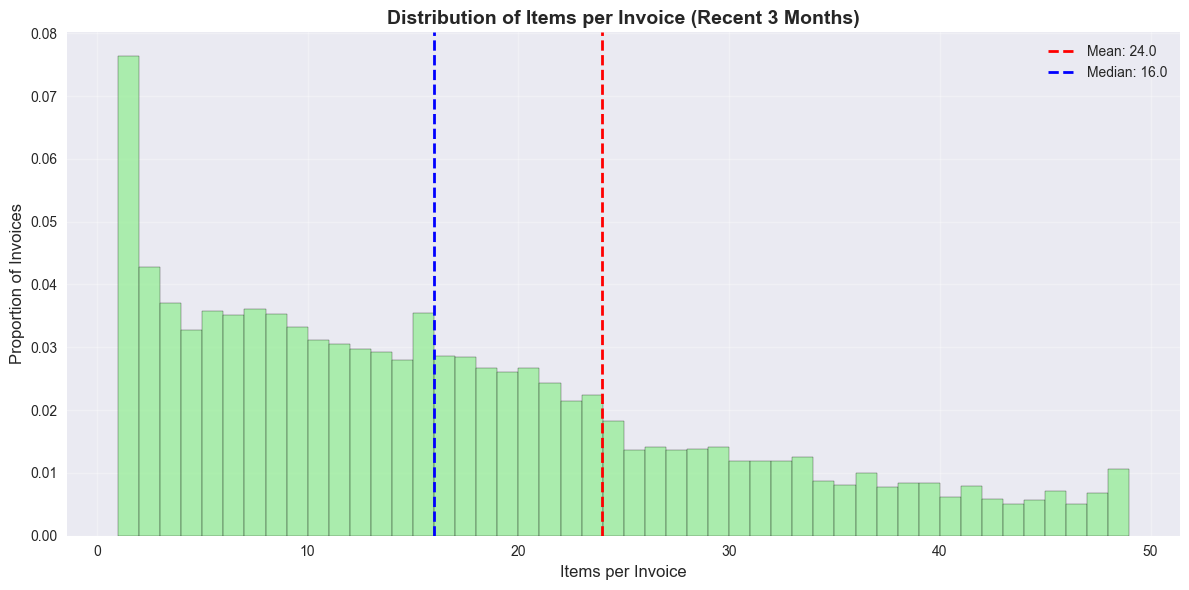 Distribution of Items per Invoice (Recent 3 Months)
Mean: 24.0
Median: 16.0
Proportion of Invoices
0.08
0.07
0.06
0.05
0.04
0.03
0.02
0.01
0.00
0 10 20 30 40 50
Items per Invoice